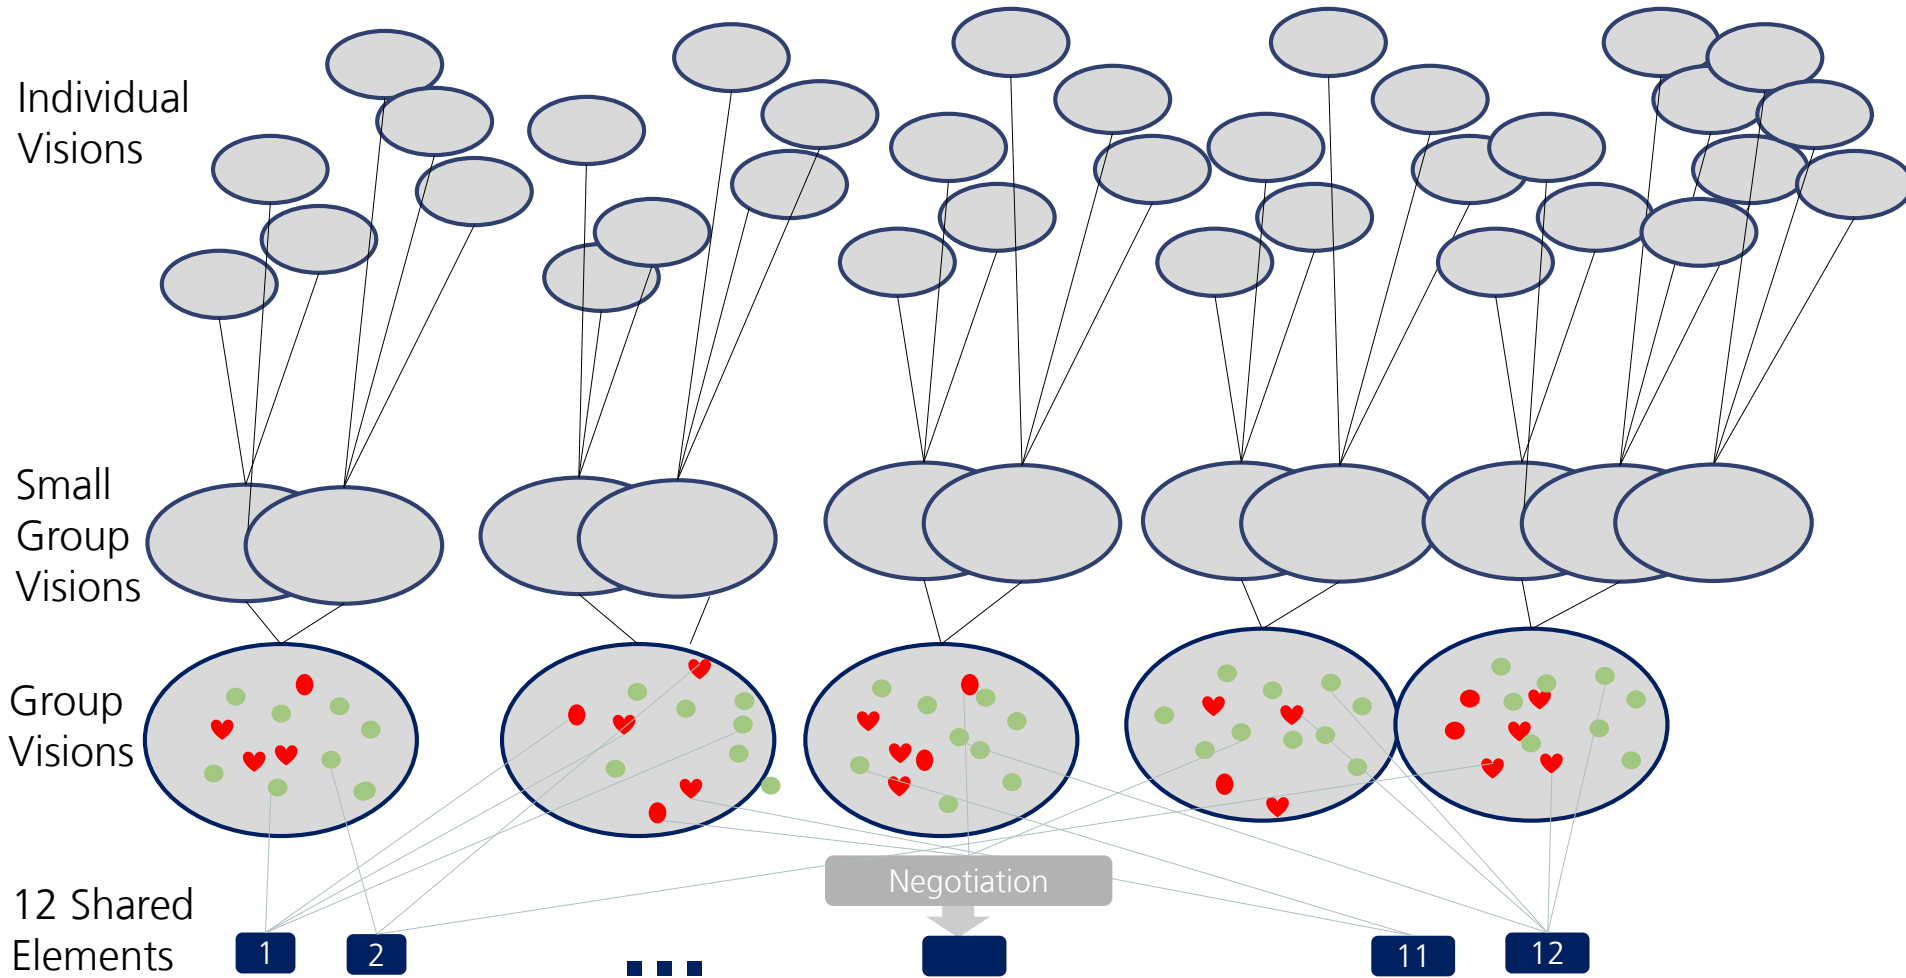 Individual
Visions
Small
Group
Visions
Group
Visions
Negotiation
12 Shared
Elements
1
2
...
11
12